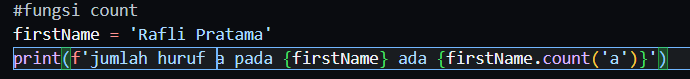 #fungsi count
firstName = 'Rafli Pratama'
print(f'jumlah huruf a pada {firstName} ada {firstName.count('a')}')